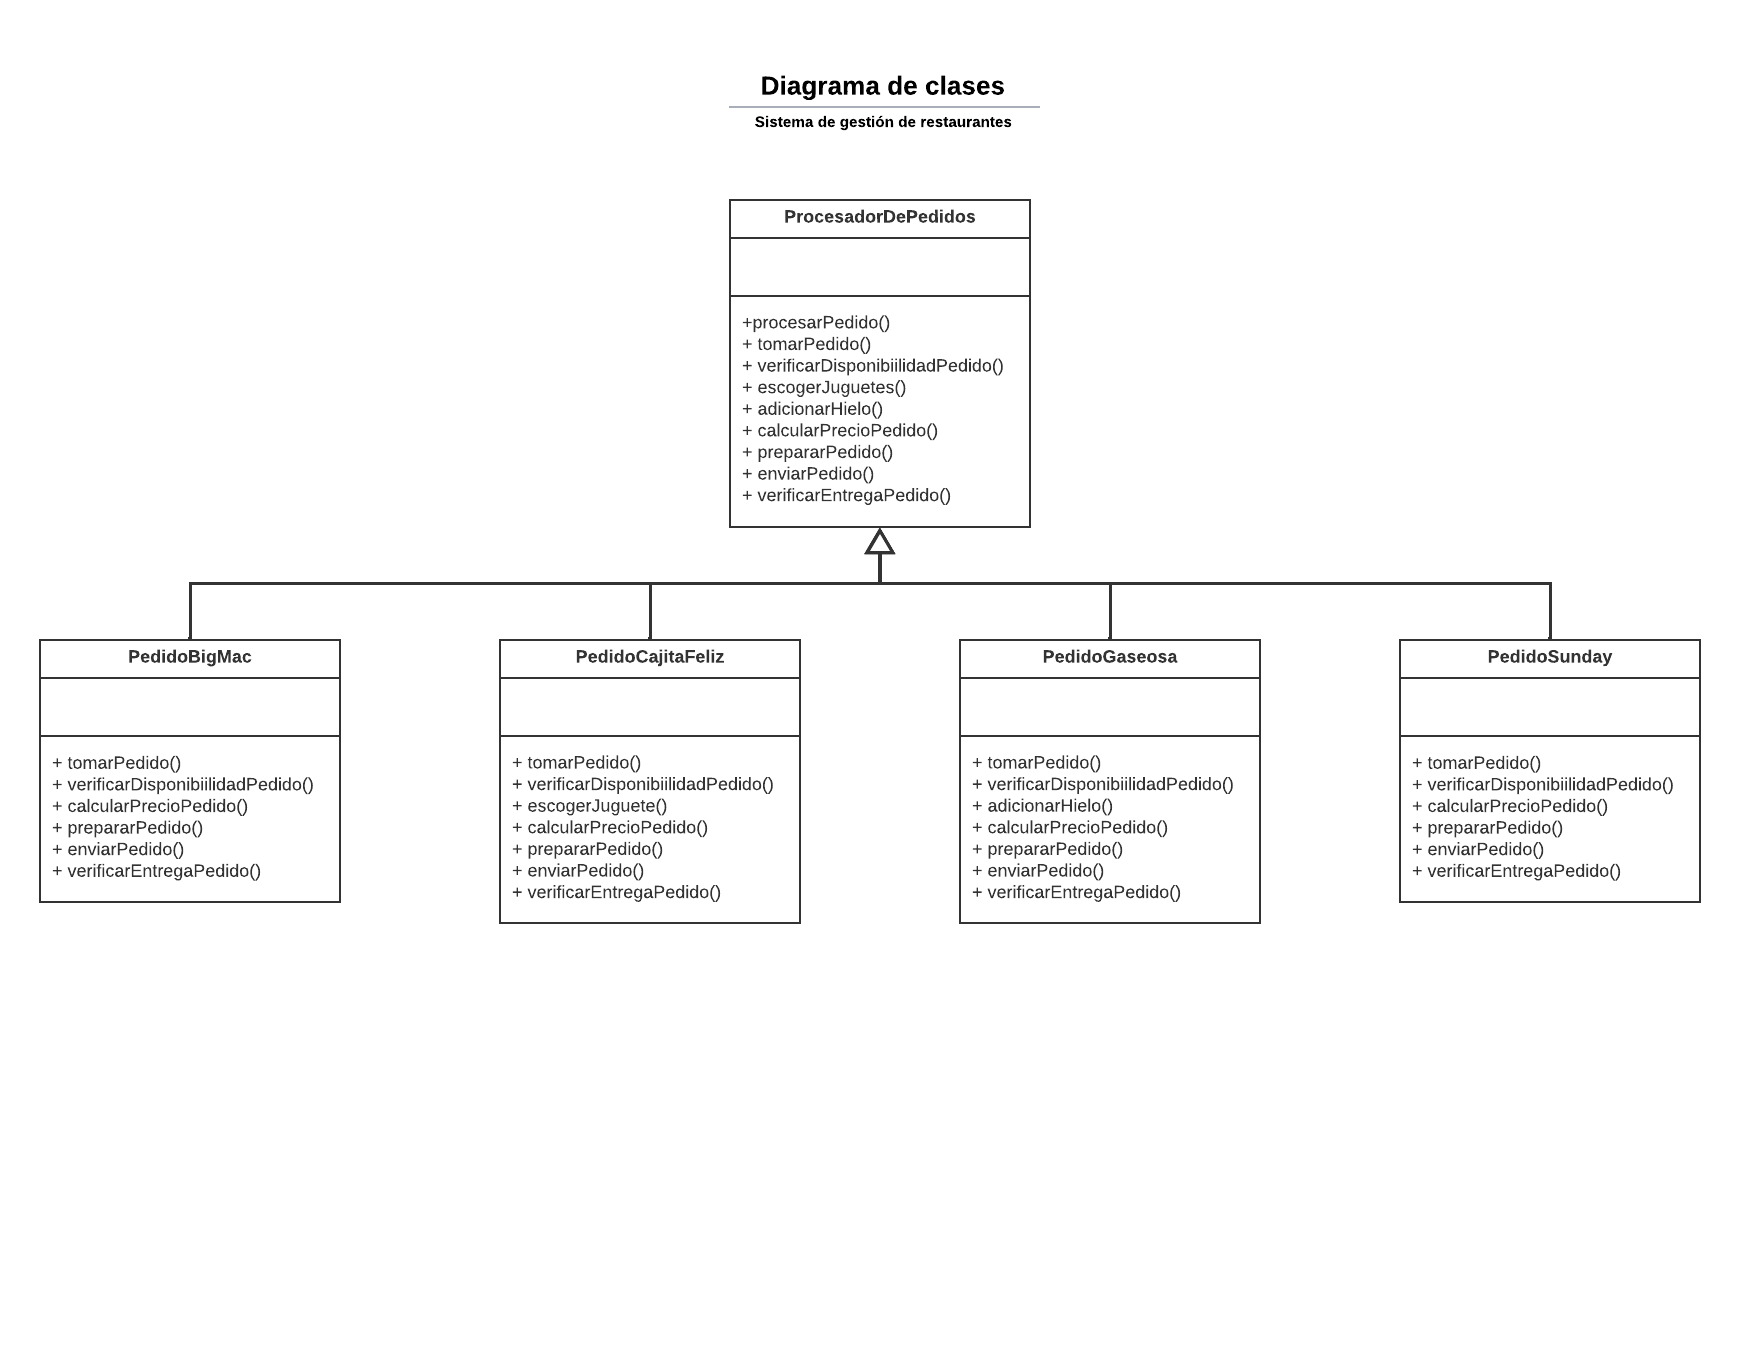 Diagrama de clases
Sistema de gestión de restaurantes
ProcesadorDePedidos
+procesarPedido()
+ tomarPedido()
+ verificarDisponibiilidadPedido()
+ escogerJuguetes()
+ adicionarHielo()
+ calcularPrecioPedido()
+ prepararPedido()
+ enviarPedido()
+ verificarEntregaPedido()
PedidoBigMac
+ tomarPedido()
+ verificarDisponibiilidadPedido()
+ calcularPrecioPedido()
+ prepararPedido()
+ enviarPedido()
+ verificarEntregaPedido()
PedidoCajitaFeliz
+ tomarPedido()
+ verificarDisponibiilidadPedido()
+ escogerJuguete()
+ calcularPrecioPedido()
+ prepararPedido()
+ enviarPedido()
+ verificarEntregaPedido()
PedidoGaseosa
+ tomarPedido()
+ verificarDisponibiilidadPedido()
+ adicionarHielo()
+ calcularPrecioPedido()
+ prepararPedido()
+ enviarPedido()
+ verificarEntregaPedido()
PedidoSunday
+ tomarPedido()
+ verificarDisponibiilidadPedido()
+ calcularPrecioPedido()
+ prepararPedido()
+ enviarPedido()
+ verificarEntregaPedido()